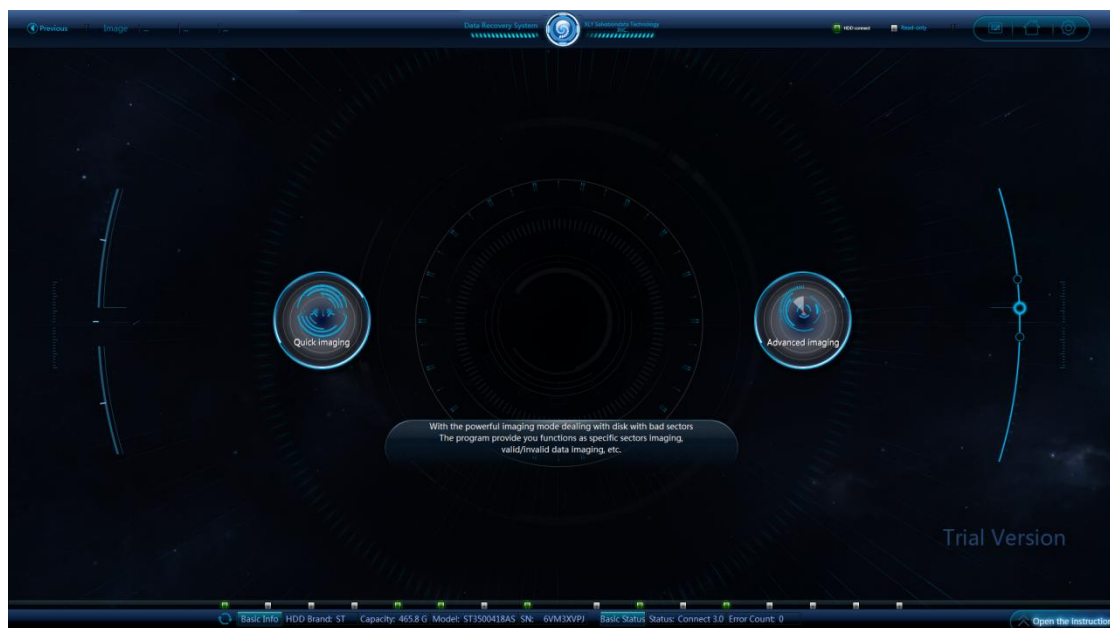 Previous
Image
Data Recovery System
HDD connect
Read-only
Quick imaging
Advanced imaging
With the powerful imaging mode dealing with disk with bad sectors
The program provide you functions as specific sectors imaging,
valid/invalid data imaging, etc.
Trial Version
Basic Info HDD Brand: ST Capacity: 465.8 G Model: ST3500418AS SN: 6VM3XVPJ Basic Status Status: Connect 3.0 Error Count: 0
Open the Instruction